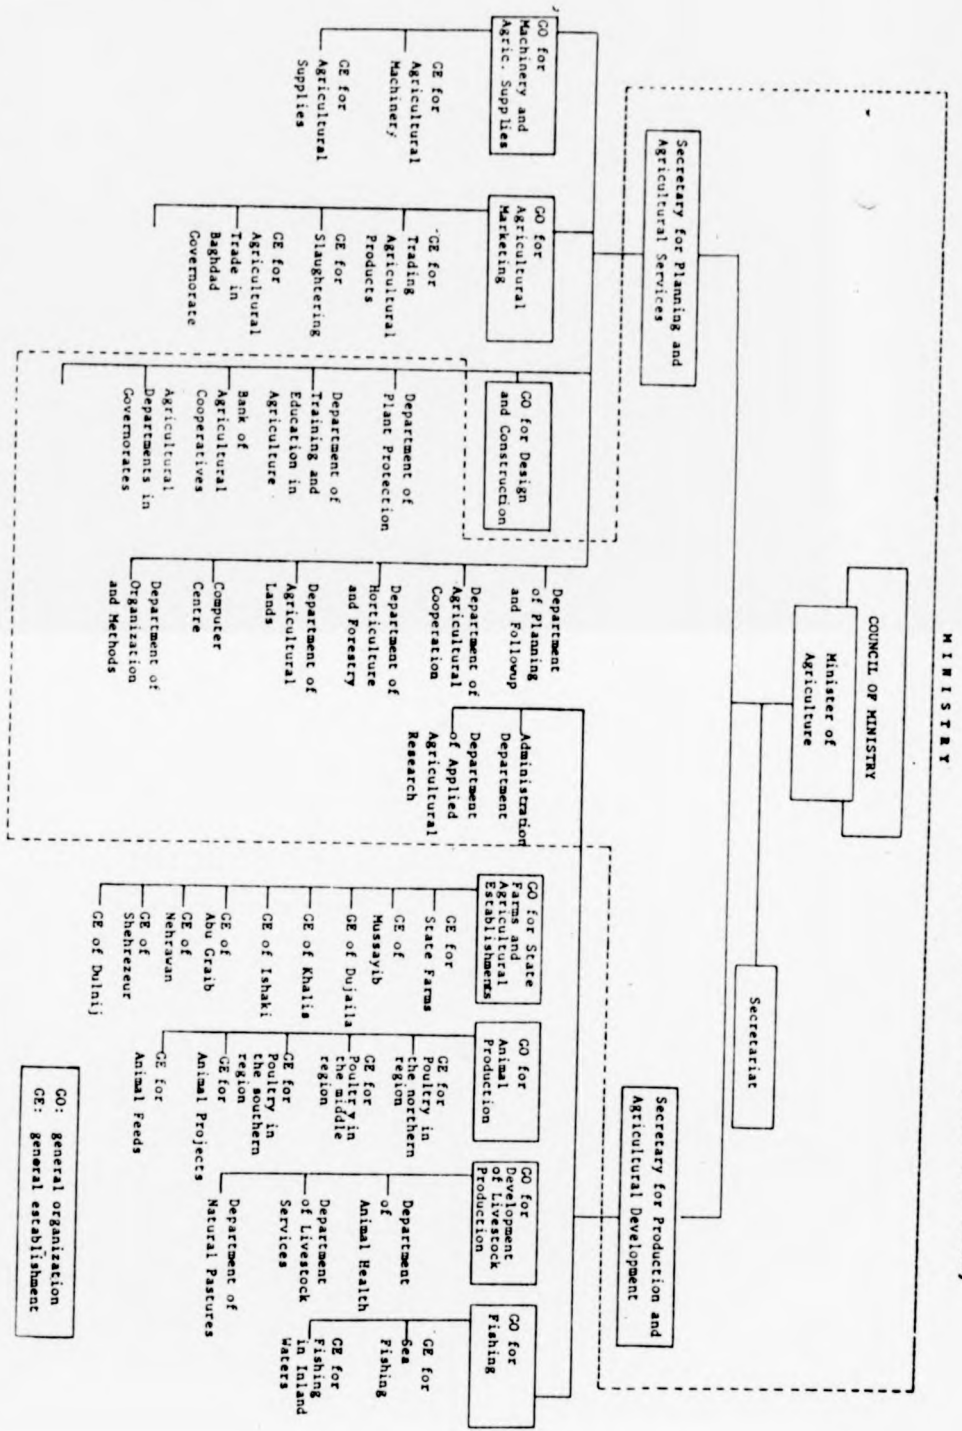 MINISTRY
COUNCIL OF MINISTRY
Minister of
Agriculture
Secretariat
Secretary for Planning and
Agricultural Services
Secretary for Production and
Agricultural Development
GO for
Machinery and
Agric. Supplies
GE for
Agricultural
Machinery
GE for
Agricultural
Supplies
GO for
Agricultural
Marketing
GE for
Trading
Agricultural
Products
GE for
Slaughtering
GE for
Agricultural
Trade in
Baghdad
Governorate
GO for Design
and Construction
Department of
Plant Protection
Department of
Training and
Education in
Agriculture
Bank of
Agricultural
Cooperatives
Agricultural
Departments in
Governorates
Department
of Planning
and Followup
Department of
Agricultural
Cooperation
Department of
Horticulture
and Forestry
Department of
Agricultural
Lands
Computer
Centre
Department of
Organization
and Methods
Administration
Department
Department
of Applied
Agricultural
Research
GO for State
Farms and
Agricultural
Establishments
GE for
State Farms
GE of
Mussayib
GE of Dujaila
GE of Khalis
GE of Ishaki
GE of
Abu Graib
GE of
Nehrawan
GE of
Shehrezeur
GE of Dulnij
GO for
Animal
Production
GE for
Poultry in
the northern
region
GE for
Poultry in
the middle
region
GE for
Poultry in
the southern
region
GE for
Animal Projects
GE for
Animal Feeds
GO for
Development
of Livestock
Production
Department
of
Animal Health
Department
of Livestock
Services
Department of
Natural Pastures
GO for
Fishing
GE for
Sea
Fishing
GE for
Fishing
in Inland
Waters
GO: general organization
GE: general establishment